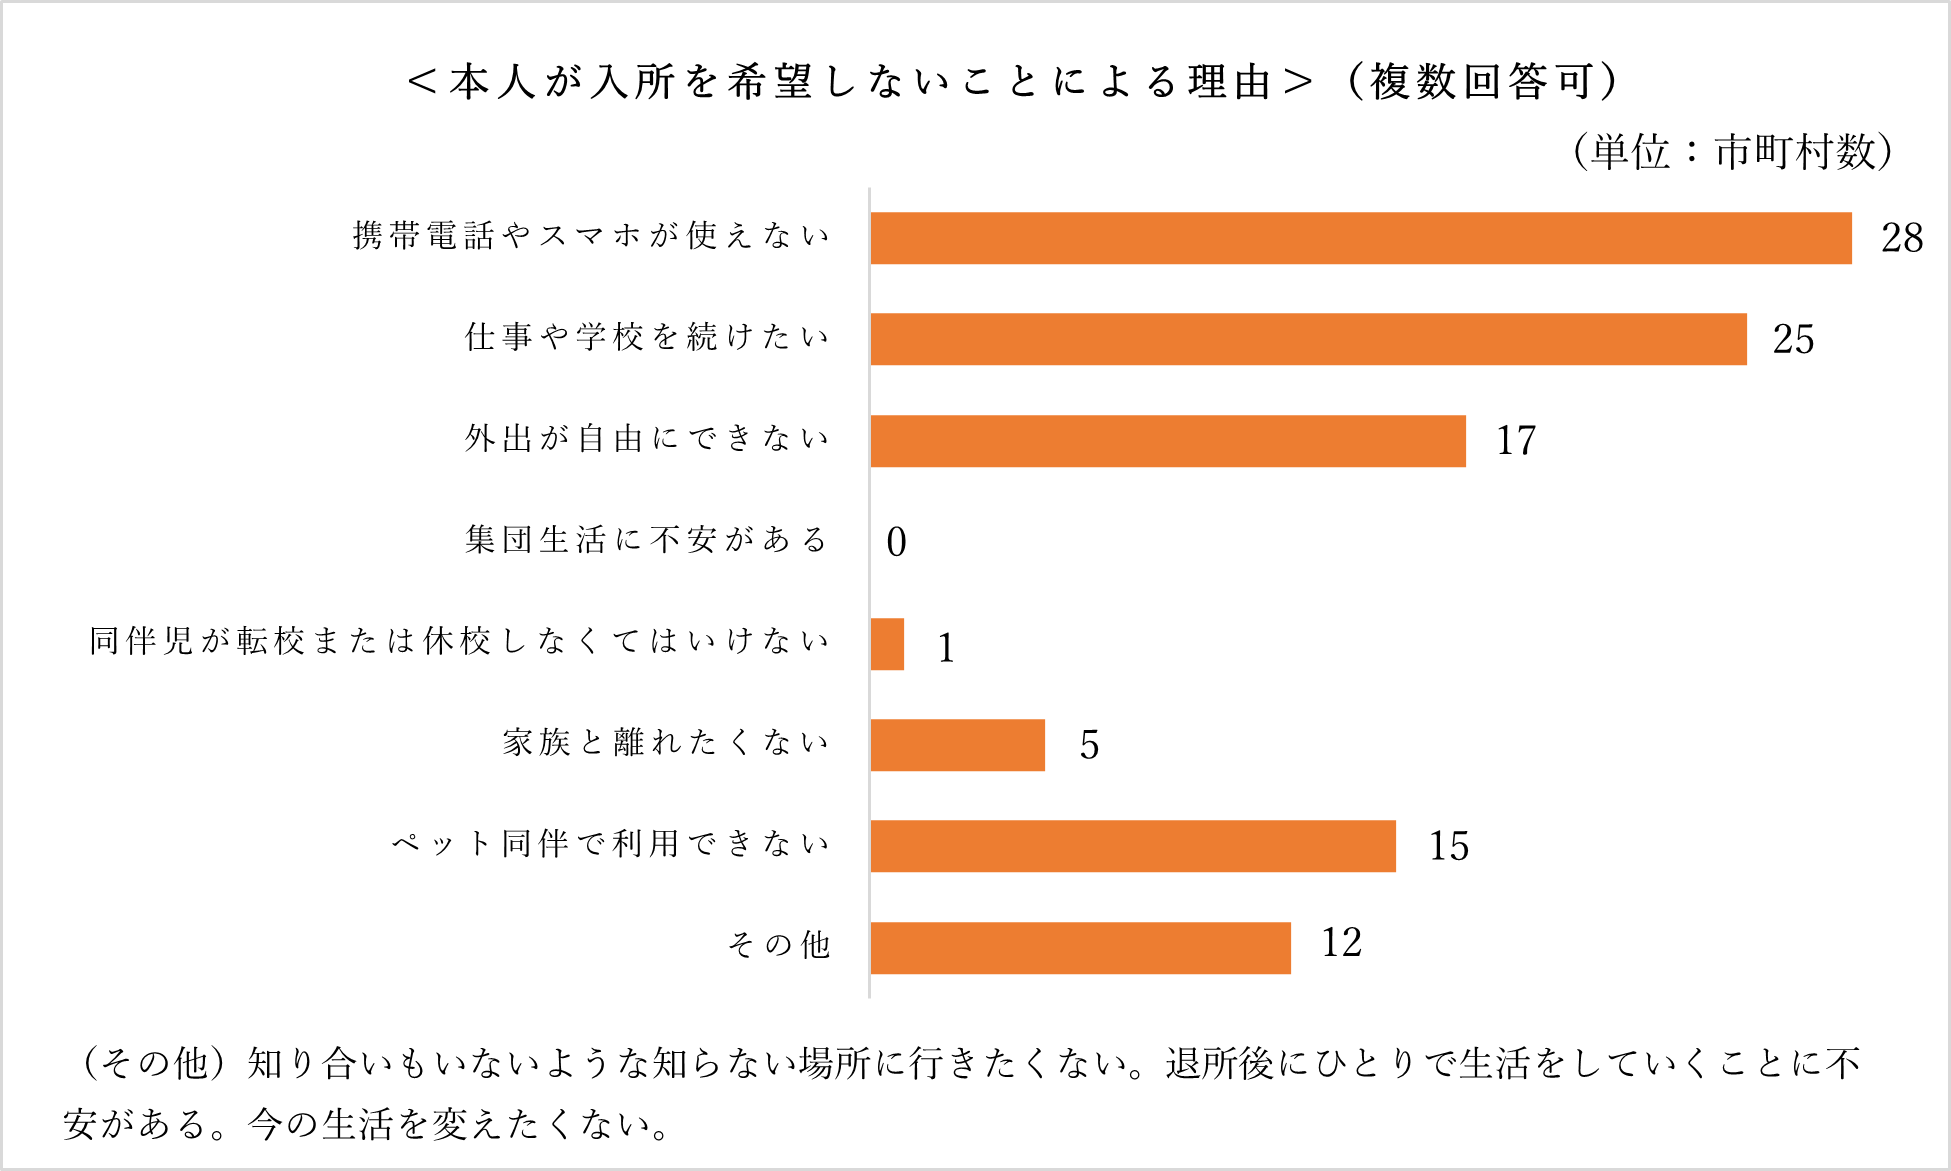 ＜本人が入所を希望しないことによる理由＞（複数回答可）
（単位：市町村数）
携帯電話やスマホが使えない 28
仕事や学校を続けたい 25
外出が自由にできない 17
集団生活に不安がある 0
同伴児が転校または休校しなくてはいけない 1
家族と離れたくない 5
ペット同伴で利用できない 15
その他 12
（その他）知り合いもいないような知らない場所に行きたくない。退所後にひとりで生活をしていくことに不
安がある。今の生活を変えたくない。